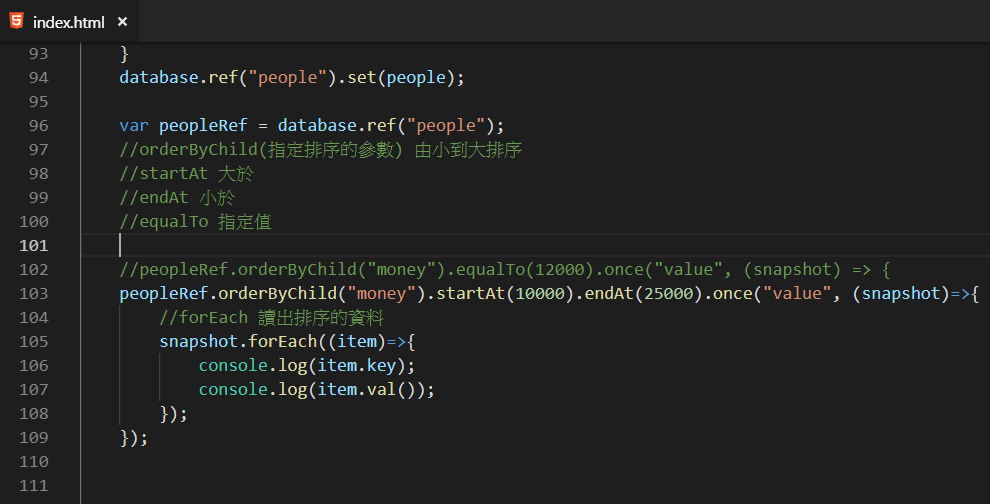 index.html ×
93 }
94 database.ref("people").set(people);
95
96 var peopleRef = database.ref("people");
97 //orderByChild(指定排序的參數) 由小到大排序
98 //startAt 大於
99 //endAt 小於
100 //equalTo 指定值
101
102 //peopleRef.orderByChild("money").equalTo(12000).once("value", (snapshot) => {
103 peopleRef.orderByChild("money").startAt(10000).endAt(25000).once("value", (snapshot)=>{
104 //forEach 讀出排序的資料
105 snapshot.forEach((item)=>{
106 console.log(item.key);
107 console.log(item.val());
108 });
109 });
110
111